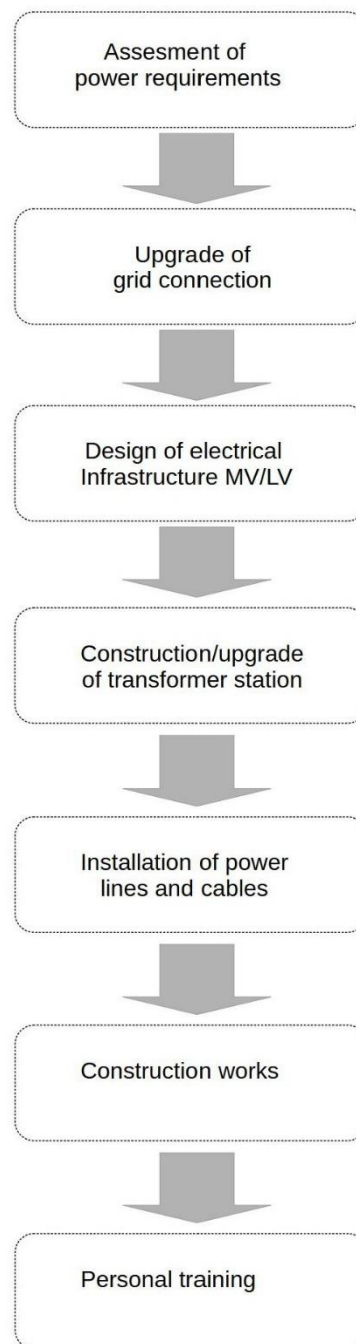 Assesment of
power requirements
Upgrade of
grid connection
Design of electrical
Infrastructure MV/LV
Construction/upgrade
of transformer station
Installation of power
lines and cables
Construction works
Personal training